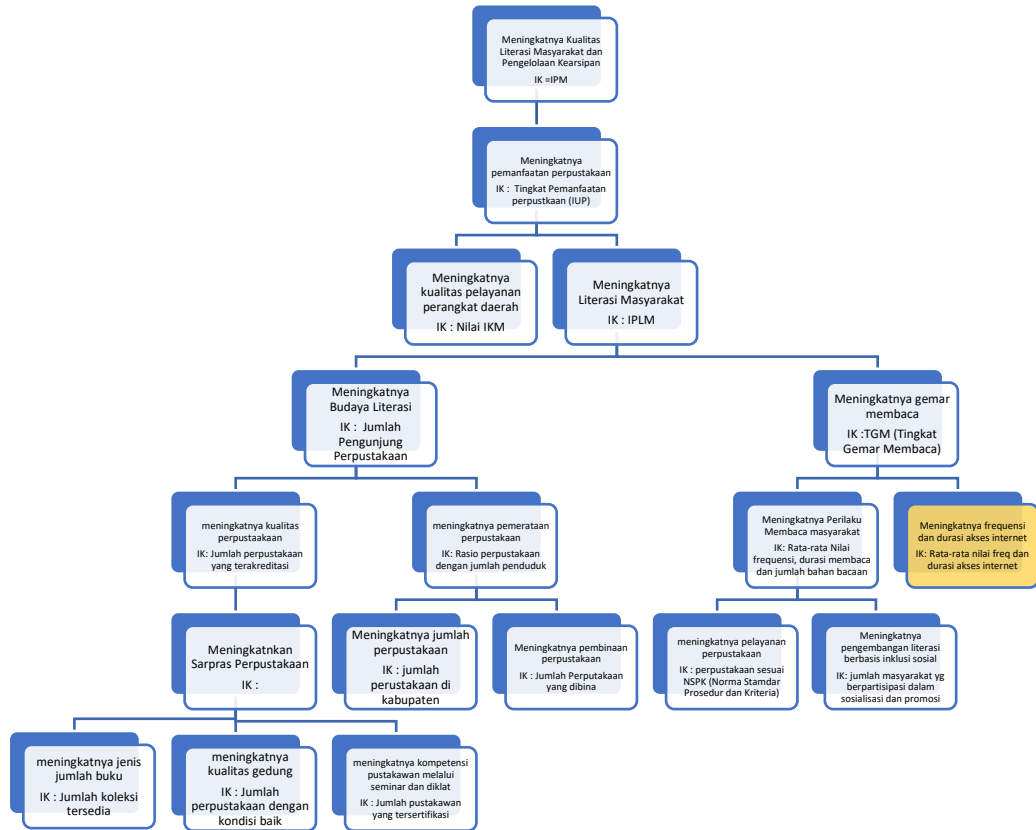 Meningkatnya Kualitas
Literasi Masyarakat dan
Pengelolaan Kearsipan
IK =IPM
Meningkatnya
pemanfaatan perpustakaan
IK : Tingkat Pemanfaatan
perpustkaan (IUP)
Meningkatnya
kualitas pelayanan
perangkat daerah
IK : Nilai IKM
Meningkatnya
Literasi Masyarakat
IK : IPLM
Meningkatnya
Budaya Literasi
IK : Jumlah
Pengunjung
Perpustakaan
Meningkatnya gemar
membaca
IK :TGM (Tingkat
Gemar Membaca)
meningkatnya kualitas
perpustaakaan
IK: Jumlah perpustakaan
yang terakreditasi
meningkatnya pemerataan
perpustakaan
IK: Rasio perpustakaan
dengan jumlah penduduk
Meningkatnya Perilaku
Membaca masyarakat
IK: Rata-rata Nilai
frekuensi, durasi membaca
dan jumlah bahan bacaan
Meningkatnya frekuensi
dan durasi akses internet
IK: Rata-rata nilai freq dan
durasi akses internet
Meningkatnkan
Sarpras Perpustakaan
IK :
Meningkatnya jumlah
perpustakaan
IK : jumlah
perustakaan di
kabupaten
Meningkatnya pembinaan
perpustakaan
IK : Jumlah Perputakaan
yang dibina
meningkatnya pelayanan
perpustakaan
IK : perpustakaan sesuai
NSPK (Norma Stamdar
Prosedur dan Kriteria)
Meningkatnya
pengembangan literasi
berbasis inklusi sosial
IK: jumlah masyarakat yg
berpartisipasi dalam
sosialisasi dan promosi
meningkatnya jenis
jumlah buku
IK : Jumlah koleksi
tersedia
meningkatnya
kualitas gedung
IK : Jumlah
perpustakaan dengan
kondisi baik
meningkatnya kompetensi
pustakawan melalui
seminar dan diklat
IK : Jumlah pustakawan
yang tersertifikasi